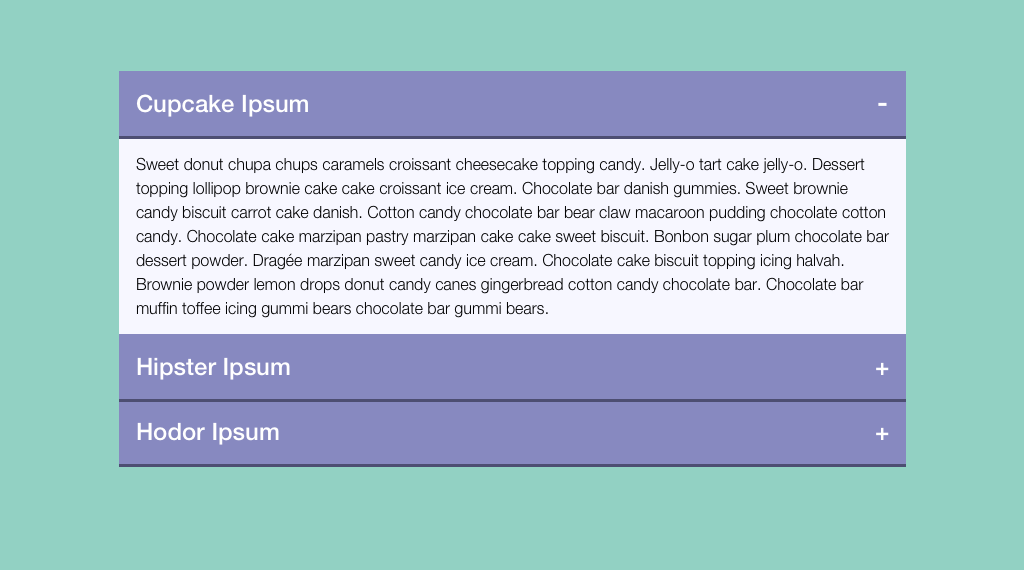 Cupcake Ipsum -
Sweet donut chupa chups caramels croissant cheesecake topping candy. Jelly-o tart cake jelly-o. Dessert
topping lollipop brownie cake cake croissant ice cream. Chocolate bar danish gummies. Sweet brownie
candy biscuit carrot cake danish. Cotton candy chocolate bar bear claw macaroon pudding chocolate cotton
candy. Chocolate cake marzipan pastry marzipan cake cake sweet biscuit. Bonbon sugar plum chocolate bar
dessert powder. Dragée marzipan sweet candy ice cream. Chocolate cake biscuit topping icing halvah.
Brownie powder lemon drops donut candy canes gingerbread cotton candy chocolate bar. Chocolate bar
muffin toffee icing gummi bears chocolate bar gummi bears.
Hipster Ipsum +
Hodor Ipsum +